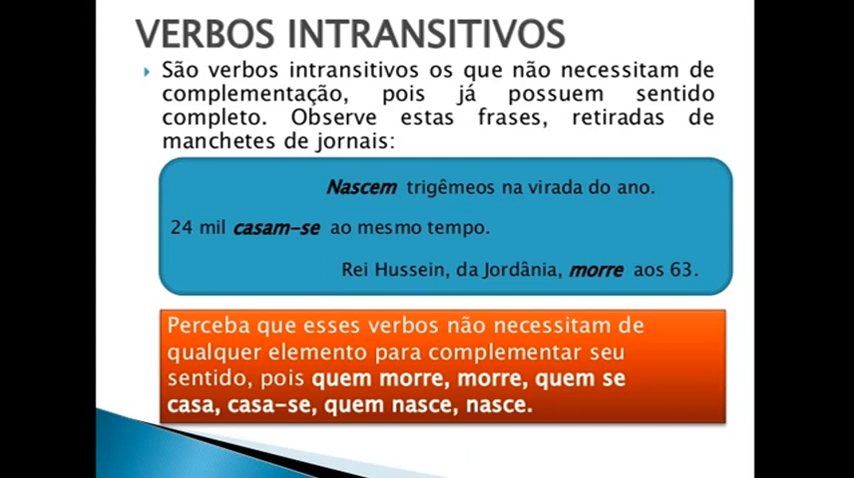 VERBOS INTRANSITIVOS
São verbos intransitivos os que não necessitam de
complementação, pois já possuem sentido
completo. Observe estas frases, retiradas de
manchetes de jornais:
Nascem trigêmeos na virada do ano.
24 mil casam-se ao mesmo tempo.
Rei Hussein, da Jordânia, morre aos 63.
Perceba que esses verbos não necessitam de
qualquer elemento para complementar seu
sentido, pois quem morre, morre, quem se
casa, casa-se, quem nasce, nasce.